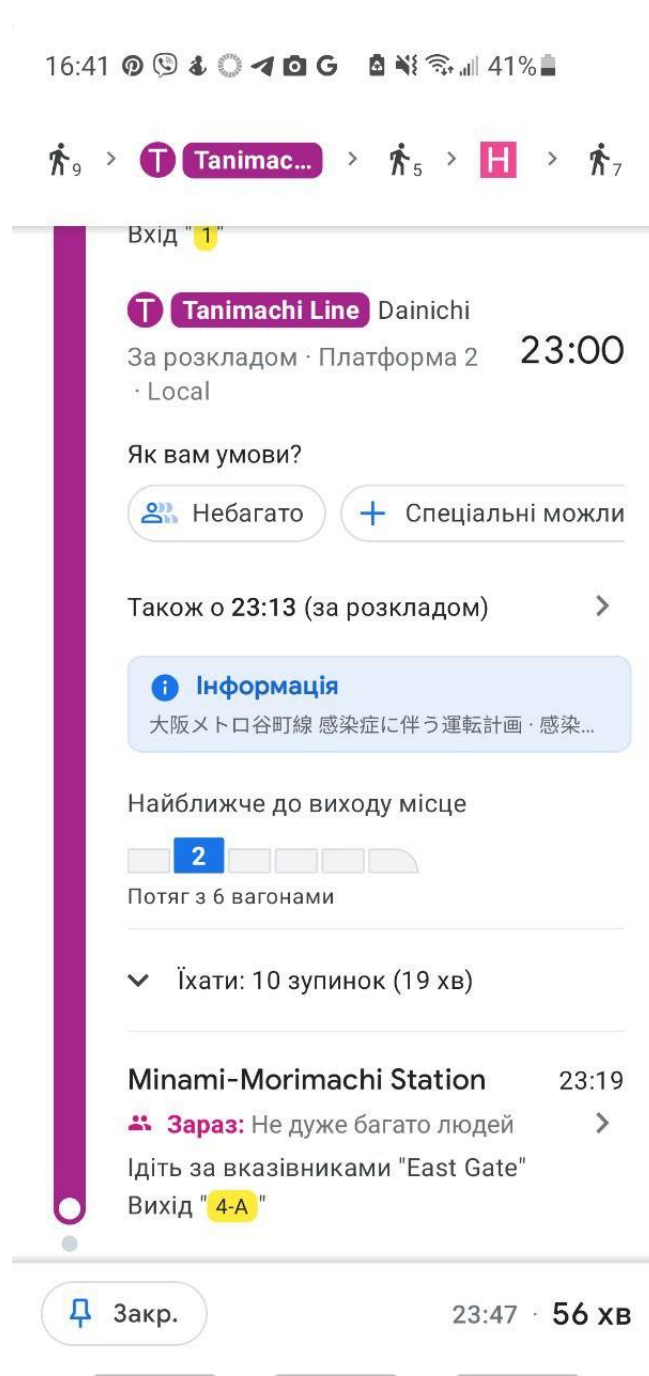 16:41 41%
9 > T Tanimac... > 5 > H > 7
Вхід "1"
T Tanimachi Line Dainichi
За розкладом · Платформа 2 23:00
· Local
Як вам умови?
Небагато + Спеціальні можли
Також о 23:13 (за розкладом)
Інформація
大阪メトロ谷町線 感染症に伴う運転計画 · 感染...
Найближче до виходу місце
2
Потяг з 6 вагонами
Їхати: 10 зупинок (19 хв)
Minami-Morimachi Station 23:19
Зараз: Не дуже багато людей
Ідіть за вказівниками "East Gate"
Вихід "4-A"
Закр. 23:47 · 56 хв